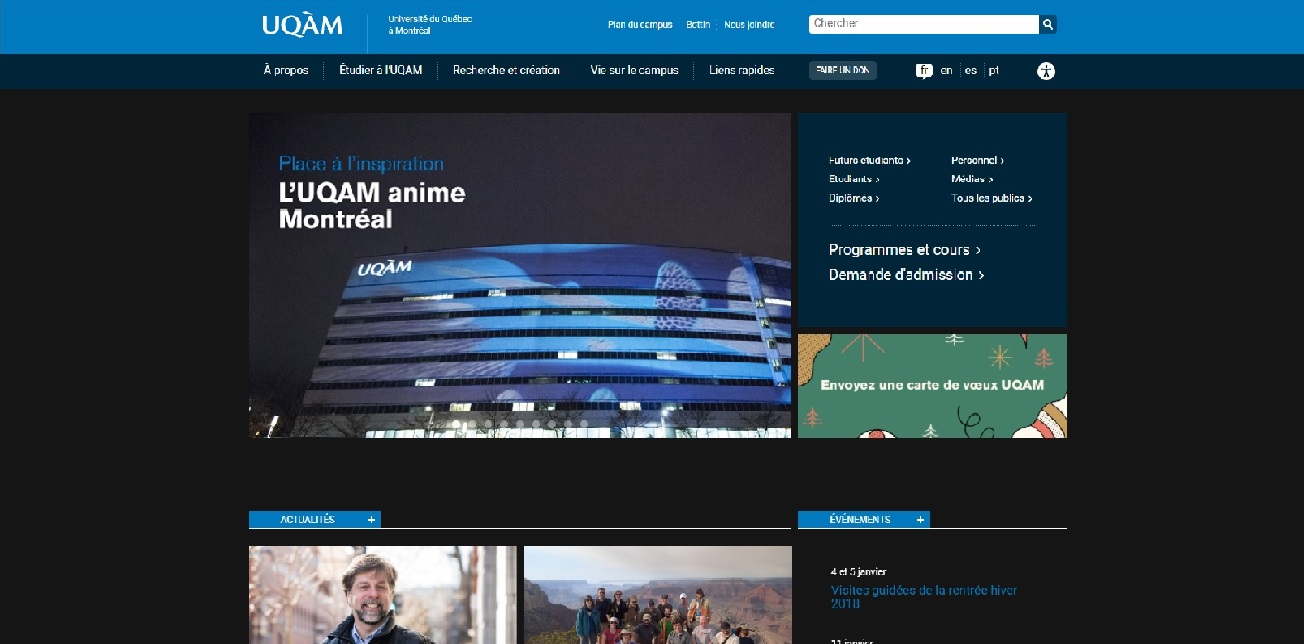 UQÀM
Université du Québec
à Montréal
Plan du campus
Bottin
Nous joindre
Chercher
À propos
Étudier à l'UQAM
Recherche et création
Vie sur le campus
Liens rapides
FAIRE UN DON
fr
en
es
pt
Place à l'inspiration
L'UQAM anime
Montréal
UQÀM
Futurs étudiants ›
Étudiants ›
Diplômés ›
Personnel ›
Médias ›
Tous les publics ›
Programmes et cours ›
Demande d'admission ›
Envoyez une carte de vœux UQAM
ACTUALITÉS +
ÉVÉNEMENTS +
4 et 5 janvier
Visites guidées de la rentrée hiver
2018
11 janvier